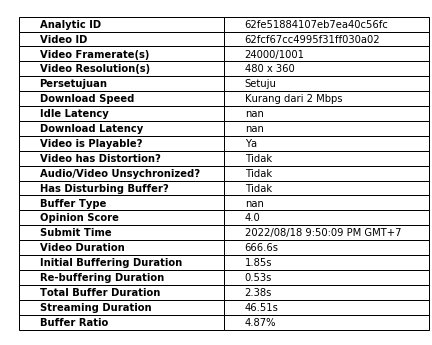 Analytic ID 62fe51884107eb7ea40c56fc
Video ID 62fcf67cc4995f31ff030a02
Video Framerate(s) 24000/1001
Video Resolution(s) 480 x 360
Persetujuan Setuju
Download Speed Kurang dari 2 Mbps
Idle Latency nan
Download Latency nan
Video is Playable? Ya
Video has Distortion? Tidak
Audio/Video Unsychronized? Tidak
Has Disturbing Buffer? Tidak
Buffer Type nan
Opinion Score 4.0
Submit Time 2022/08/18 9:50:09 PM GMT+7
Video Duration 666.6s
Initial Buffering Duration 1.85s
Re-buffering Duration 0.53s
Total Buffer Duration 2.38s
Streaming Duration 46.51s
Buffer Ratio 4.87%